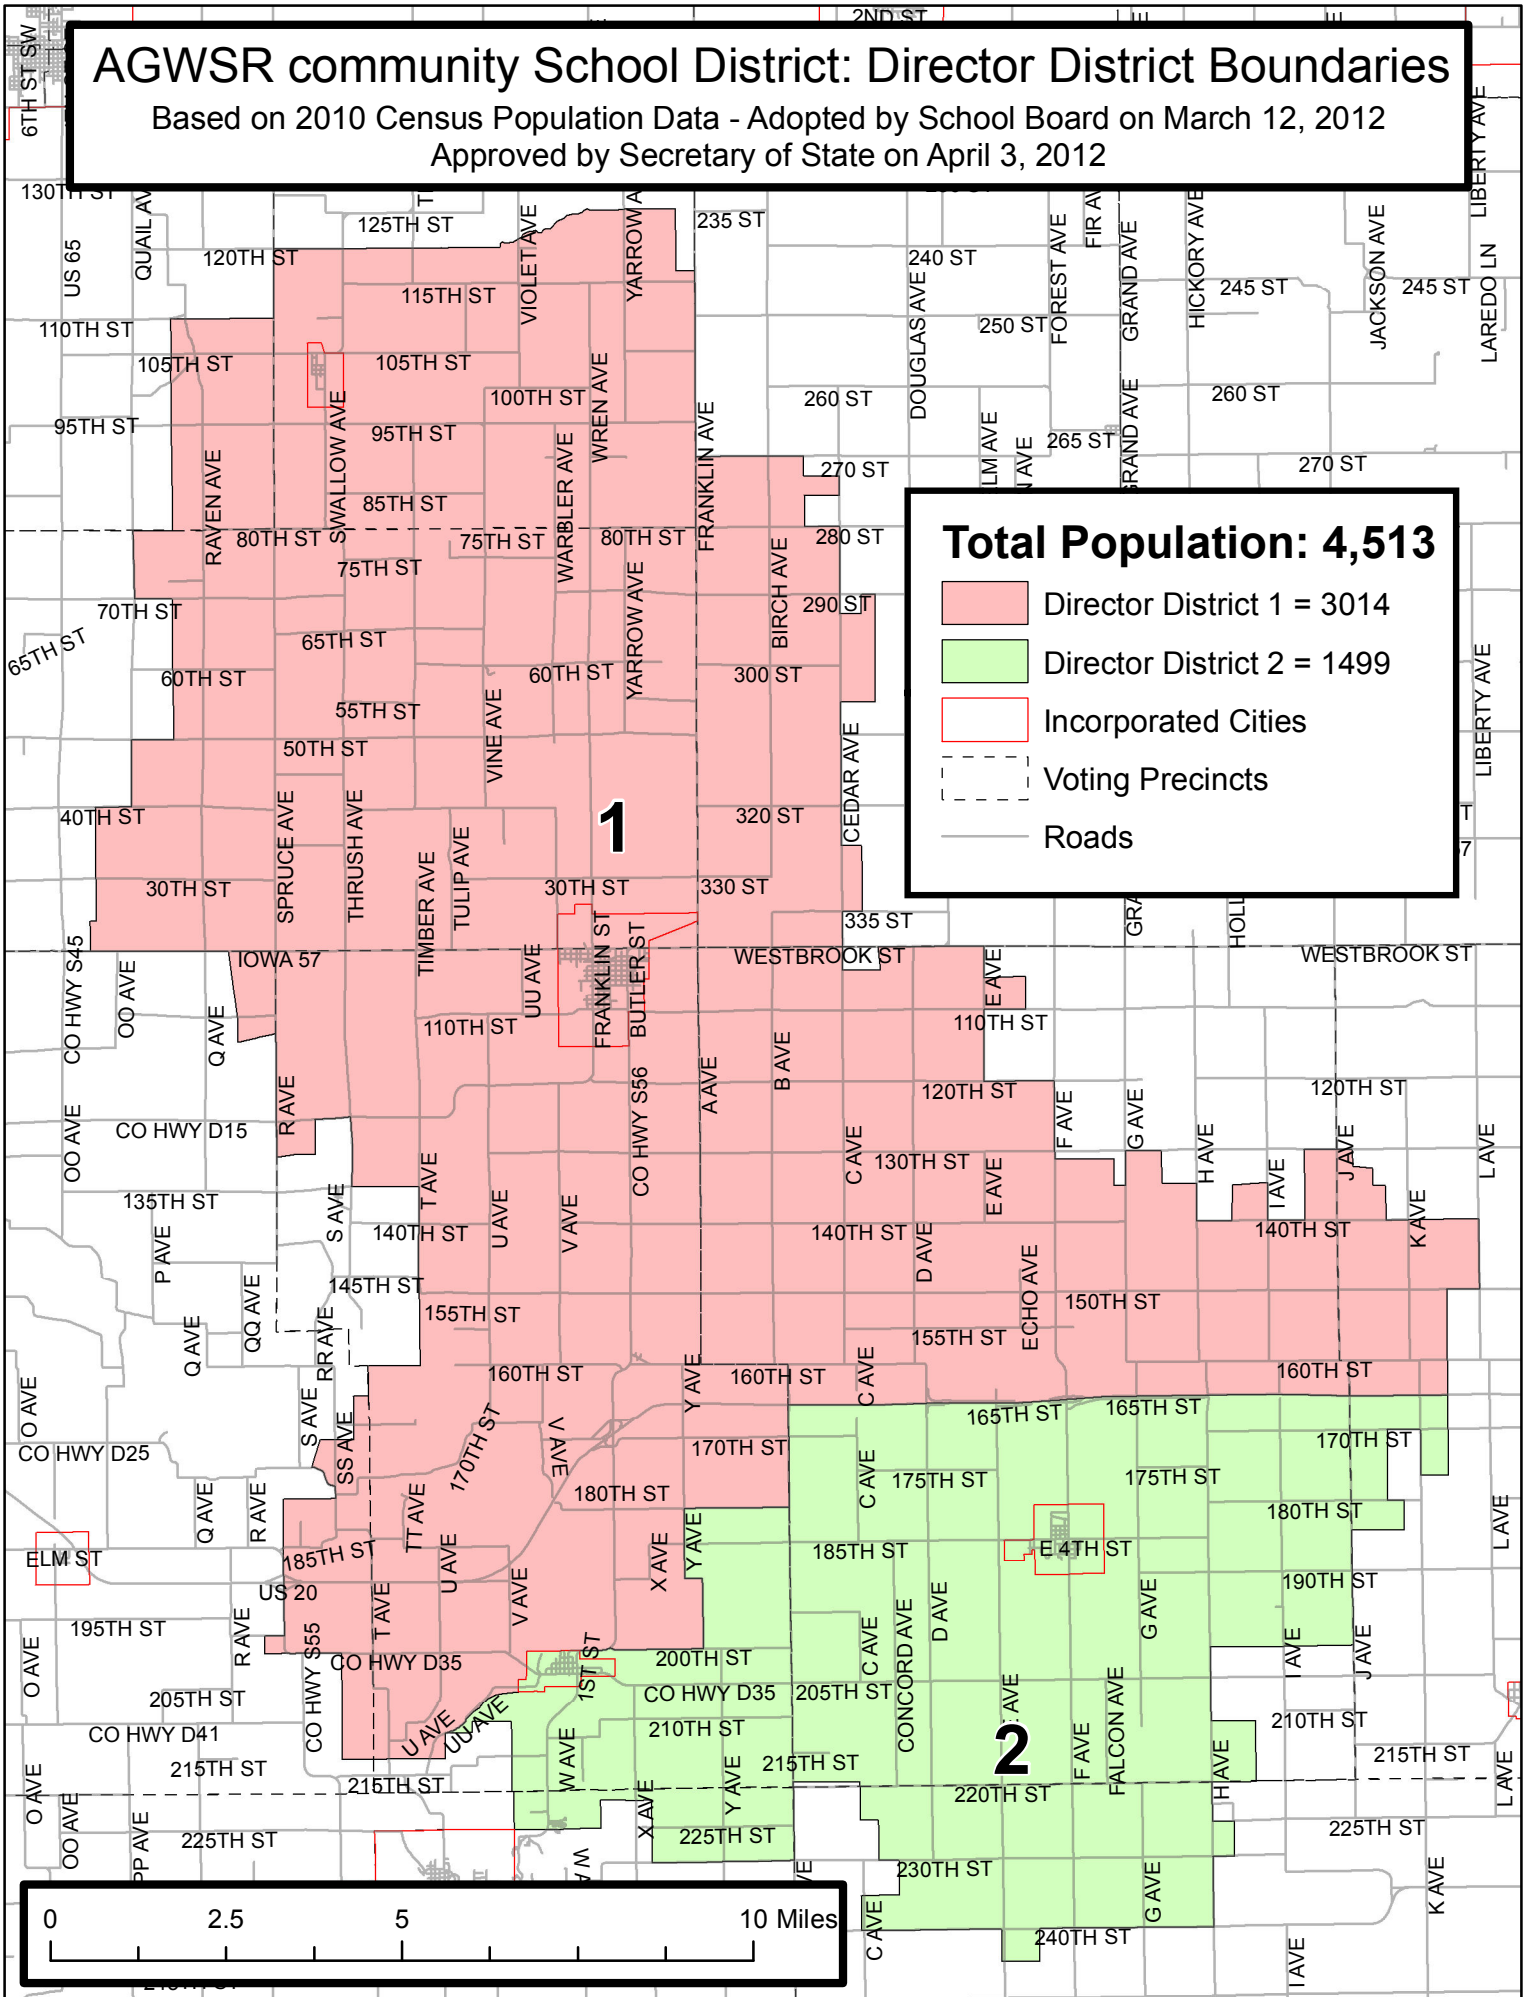 2ND ST
AGWSR community School District: Director District Boundaries
Based on 2010 Census Population Data - Adopted by School Board on March 12, 2012
Approved by Secretary of State on April 3, 2012
6TH ST SW
LIBERTY AVE
130TH ST
125TH ST
235 ST
US 65
QUAIL AV
120TH ST
VIOLET AVE
YARROW A
240 ST
FOREST AVE
FIR AV
GRAND AVE
HICKORY AVE
JACKSON AVE
LAREDO LN
115TH ST
245 ST
245 ST
110TH ST
DOUGLAS AVE
250 ST
105TH ST
105TH ST
100TH ST
WREN AVE
260 ST
GRAND AVE
260 ST
95TH ST
SWALLOW AVE
95TH ST
WARBLER AVE
FRANKLIN AVE
LM AVE
N AVE
265 ST
270 ST
270 ST
RAVEN AVE
85TH ST
80TH ST
75TH ST
80TH ST
280 ST
75TH ST
YARROW AVE
BIRCH AVE
Total Population: 4,513
Director District 1 = 3014
Director District 2 = 1499
Incorporated Cities
Voting Precincts
Roads
70TH ST
290 ST
65TH ST
65TH ST
60TH ST
60TH ST
300 ST
LIBERTY AVE
55TH ST
VINE AVE
50TH ST
CEDAR AVE
40TH ST
SPRUCE AVE
THRUSH AVE
TIMBER AVE
TULIP AVE
1
320 ST
30TH ST
30TH ST
330 ST
335 ST
GRA
HOLL
CO HWY S45
OO AVE
IOWA 57
UU AVE
FRANKLIN ST
BUTLER ST
WESTBROOK ST
E AVE
WESTBROOK ST
Q AVE
110TH ST
110TH ST
R AVE
CO HWY S56
A AVE
B AVE
120TH ST
120TH ST
OO AVE
CO HWY D15
F AVE
G AVE
H AVE
J AVE
L AVE
C AVE
130TH ST
135TH ST
T AVE
S AVE
U AVE
V AVE
E AVE
I AVE
K AVE
140TH ST
140TH ST
140TH ST
P AVE
D AVE
145TH ST
QQ AVE
155TH ST
ECHO AVE
150TH ST
Q AVE
RR AVE
155TH ST
160TH ST
Y AVE
160TH ST
C AVE
160TH ST
O AVE
S AVE
SS AVE
170TH ST
V AVE
165TH ST
165TH ST
CO HWY D25
170TH ST
170TH ST
C AVE
175TH ST
175TH ST
Q AVE
R AVE
TT AVE
180TH ST
180TH ST
L AVE
ELM ST
185TH ST
U AVE
X AVE
Y AVE
185TH ST
E 4TH ST
US 20
T AVE
V AVE
190TH ST
195TH ST
R AVE
C AVE
CONCORD AVE
D AVE
G AVE
O AVE
CO HWY S55
CO HWY D35
1ST ST
200TH ST
I AVE
J AVE
205TH ST
CO HWY D35
205TH ST
AVE
FALCON AVE
CO HWY D41
U AVE
UU AVE
210TH ST
2
F AVE
210TH ST
215TH ST
215TH ST
W AVE
Y AVE
215TH ST
H AVE
215TH ST
L AVE
O AVE
OO AVE
220TH ST
225TH ST
PP AVE
X AVE
225TH ST
225TH ST
W A
VE
230TH ST
G AVE
K AVE
0 2.5 5 10 Miles
C AVE
240TH ST
I AVE